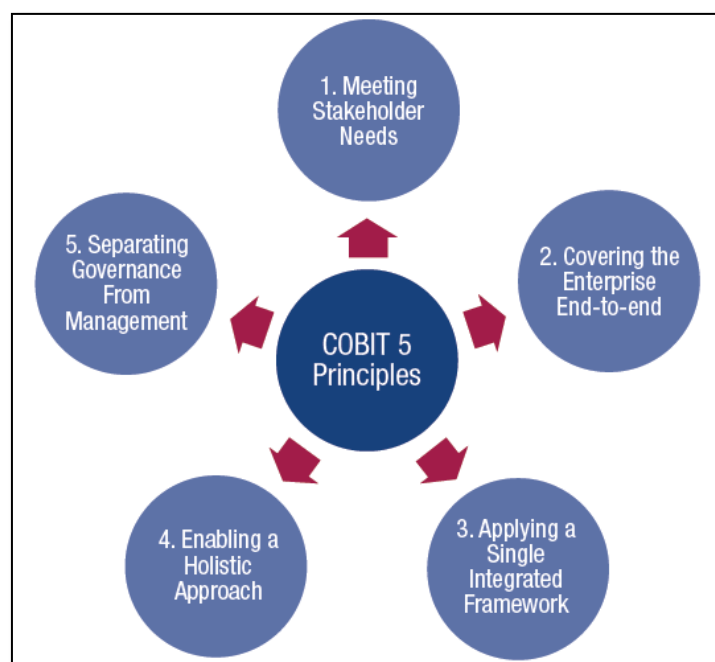 1. Meeting
Stakeholder
Needs
2. Covering the
Enterprise
End-to-end
3. Applying a
Single
Integrated
Framework
4. Enabling a
Holistic
Approach
5. Separating
Governance
From
Management
COBIT 5
Principles